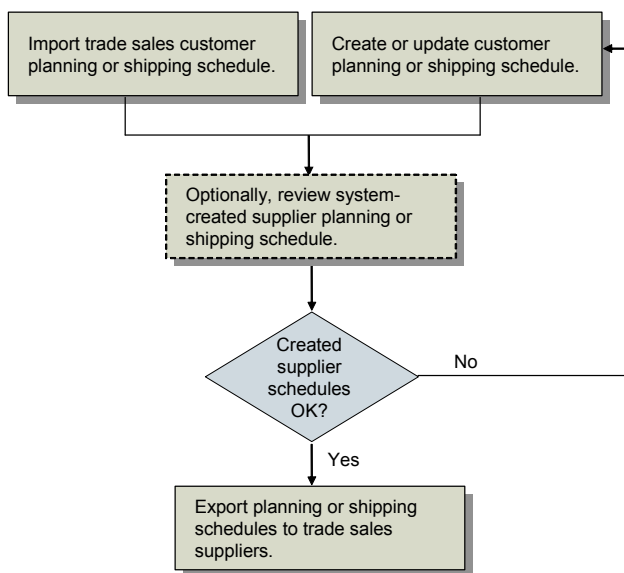 Import trade sales customer
planning or shipping schedule.
Create or update customer
planning or shipping schedule.
Optionally, review system-
created supplier planning or
shipping schedule.
Created
supplier
schedules
OK?
No
Yes
Export planning or shipping
schedules to trade sales
suppliers.